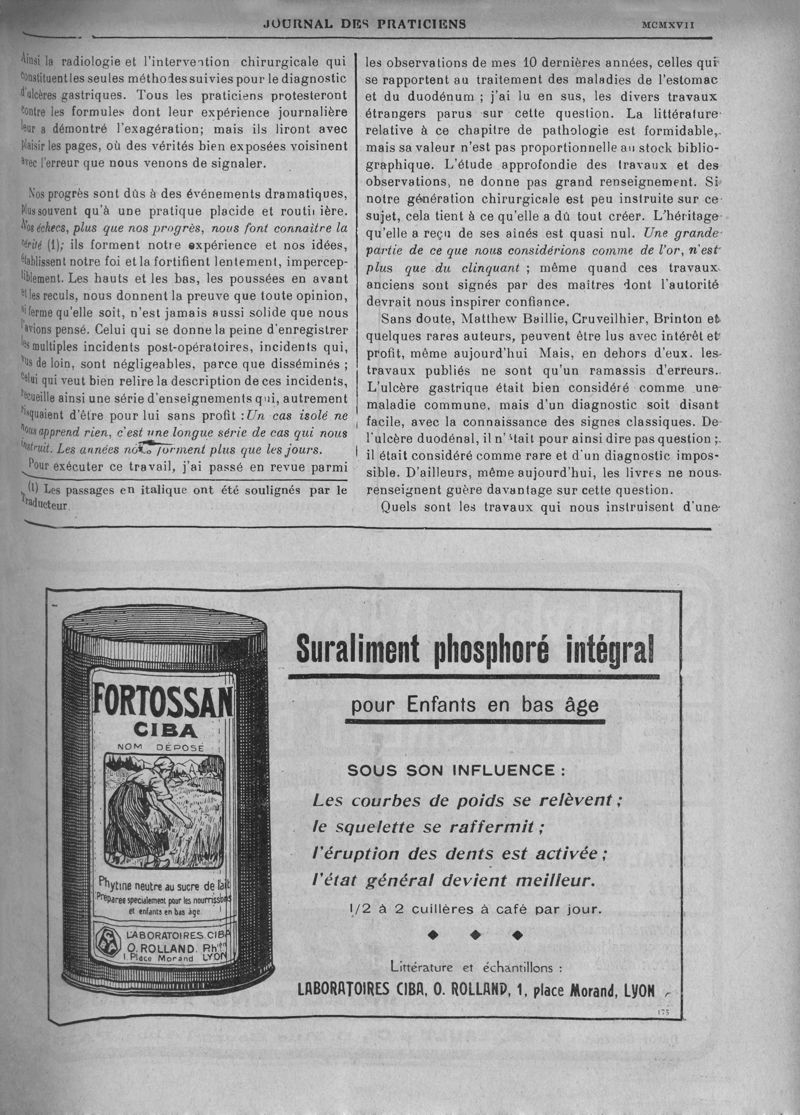 JOURNAL DES PRATICIENS
MCMXVII
Ainsi la radiologie et l'intervention chirurgicale qui
constituent les seules méthodes suivies pour le diagnostic
d'ulcères gastriques. Tous les praticiens protesteront
contre les formules dont leur expérience journalière
leur a démontré l'exagération; mais ils liront avec
plaisir les pages, où des vérités bien exposées voisinent
avec l'erreur que nous venons de signaler.
Nos progrès sont dûs à des événements dramatiques,
plus souvent qu'à une pratique placide et routinière.
Nos échecs, plus que nos progrès, nous font connaître la
vérité (1); ils forment notre expérience et nos idées,
établissent notre foi et la fortifient lentement, impercep-
tiblement. Les hauts et les bas, les poussées en avant
et les reculs, nous donnent la preuve que toute opinion,
si ferme qu'elle soit, n'est jamais aussi solide que nous
l'avions pensé. Celui qui se donne la peine d'enregistrer
les multiples incidents post-opératoires, incidents qui,
vus de loin, sont négligeables, parce que disséminés ;
celui qui veut bien relire la description de ces incidents,
recueille ainsi une série d'enseignements qui, autrement
risquaient d'être pour lui sans profit : Un cas isolé ne
nous apprend rien, c'est une longue série de cas qui nous
instruit. Les années nous forment plus que les jours.
Pour exécuter ce travail, j'ai passé en revue parmi
(1) Les passages en italique ont été soulignés par le
Traducteur.
les observations de mes 10 dernières années, celles qui
se rapportent au traitement des maladies de l'estomac
et du duodénum ; j'ai lu en sus, les divers travaux
étrangers parus sur cette question. La littérature
relative à ce chapitre de pathologie est formidable,
mais sa valeur n'est pas proportionnelle au stock biblio-
graphique. L'étude approfondie des travaux et des
observations, ne donne pas grand renseignement. Si
notre génération chirurgicale est peu instruite sur ce
sujet, cela tient à ce qu'elle a dû tout créer. L'héritage
qu'elle a reçu de ses ainés est quasi nul. Une grande
partie de ce que nous considérions comme de l'or, n'est
plus que du clinquant ; même quand ces travaux
anciens sont signés par des maîtres dont l'autorité
devrait nous inspirer confiance.
Sans doute, Matthew Baillie, Cruveilhier, Brinton et
quelques rares auteurs, peuvent être lus avec intérêt et
profit, même aujourd'hui Mais, en dehors d'eux. les
travaux publiés ne sont qu'un ramassis d'erreurs.
L'ulcère gastrique était bien considéré comme une
maladie commune, mais d'un diagnostic soit disant
facile, avec la connaissance des signes classiques. De
l'ulcère duodénal, il n'était pour ainsi dire pas question ;
il était considéré comme rare et d'un diagnostic impos-
sible. D'ailleurs, même aujourd'hui, les livres ne nous
renseignent guère davantage sur cette question.
Quels sont les travaux qui nous instruisent d'une
FORTOSSAN
CIBA
NOM DÉPOSÉ
Phytine neutre au sucre de lait
Préparée spécialement pour les nourrissons
et enfants en bas âge
LABORATOIRES CIBA
O. ROLLAND. Phien
1. Place Morand LYON
Suraliment phosphoré intégral
pour Enfants en bas âge
SOUS SON INFLUENCE :
Les courbes de poids se relèvent ;
le squelette se raffermit ;
l'éruption des dents est activée ;
l'état général devient meilleur.
1/2 à 2 cuillères à café par jour.
Littérature et échantillons :
LABORATOIRES CIBA, O. ROLLAND, 1, place Morand, LYON
175